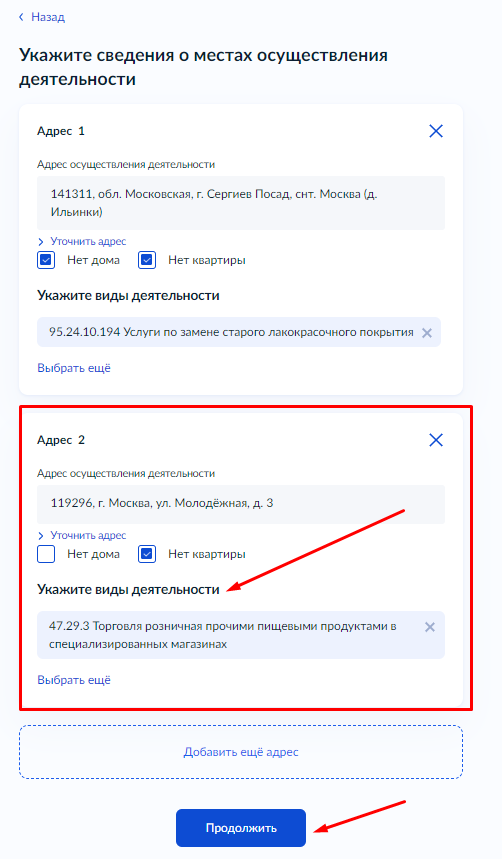 Назад
Укажите сведения о местах осуществления
деятельности
Адрес 1
Адрес осуществления деятельности
141311, обл. Московская, г. Сергиев Посад, снт. Москва (д.
Ильинки)
Уточнить адрес
Нет дома Нет квартиры
Укажите виды деятельности
95.24.10.194 Услуги по замене старого лакокрасочного покрытия
Выбрать ещё
Адрес 2
Адрес осуществления деятельности
119296, г. Москва, ул. Молодёжная, д. 3
Уточнить адрес
Нет дома Нет квартиры
Укажите виды деятельности
47.29.3 Торговля розничная прочими пищевыми продуктами в
специализированных магазинах
Выбрать ещё
Добавить ещё адрес
Продолжить